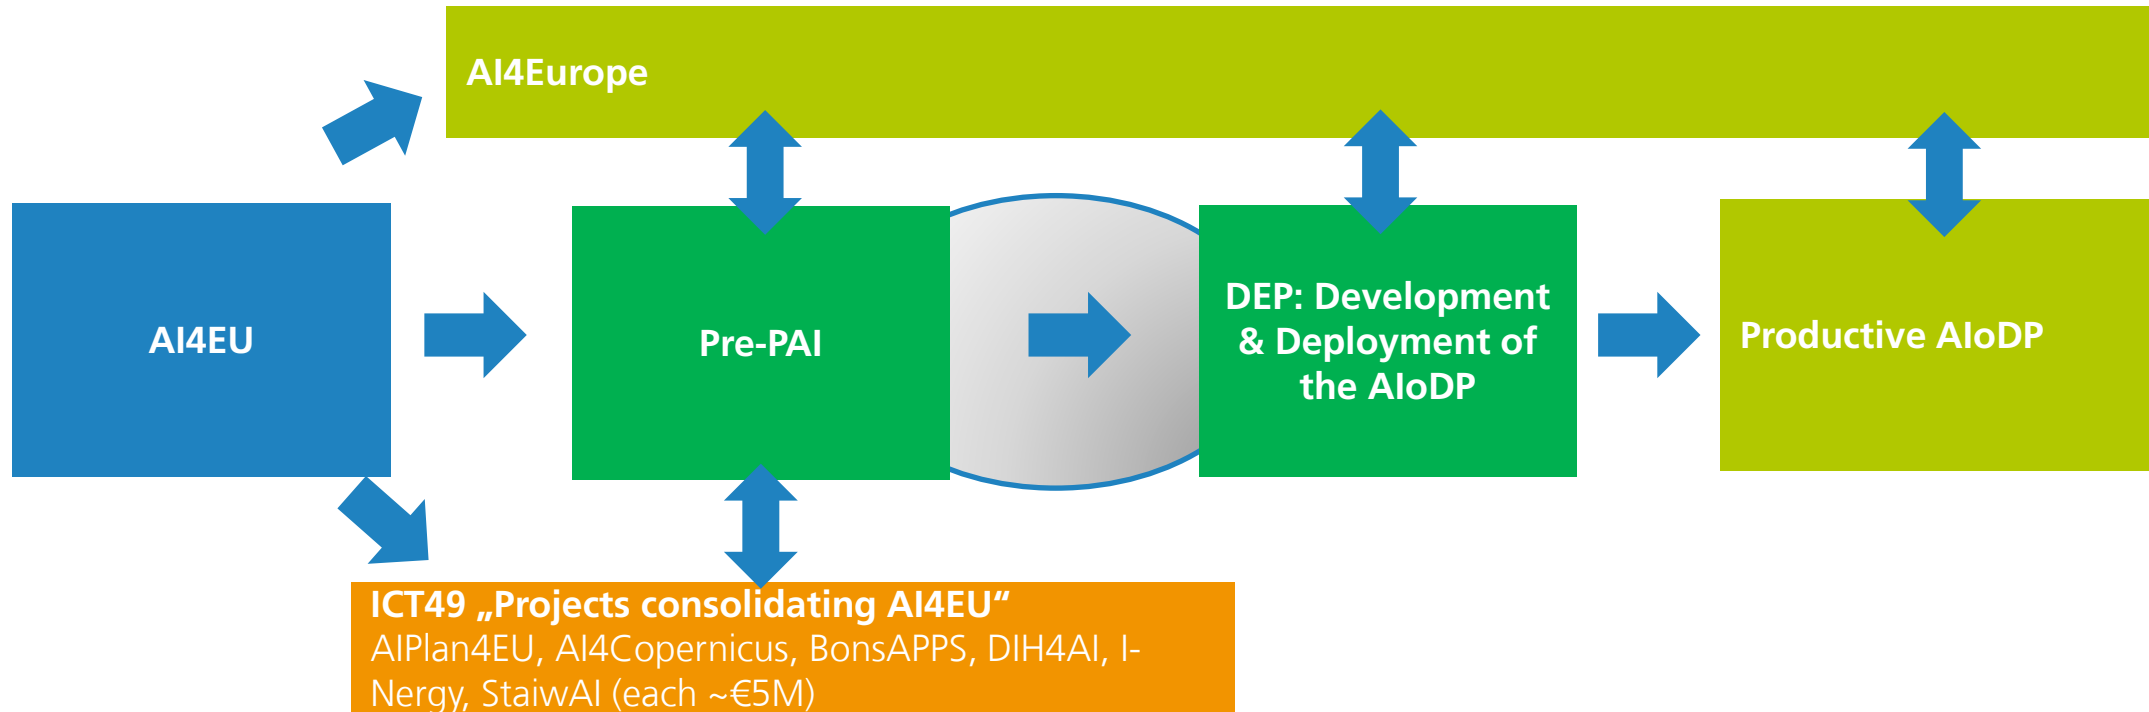 AI4Europe
AI4EU
Pre-PAI
DEP: Development
& Deployment of
the AIoDP
Productive AIoDP
ICT49 „Projects consolidating AI4EU“
AIPlan4EU, AI4Copernicus, BonsAPPS, DIH4AI, I-
Nergy, StaiwAI (each ~€5M)